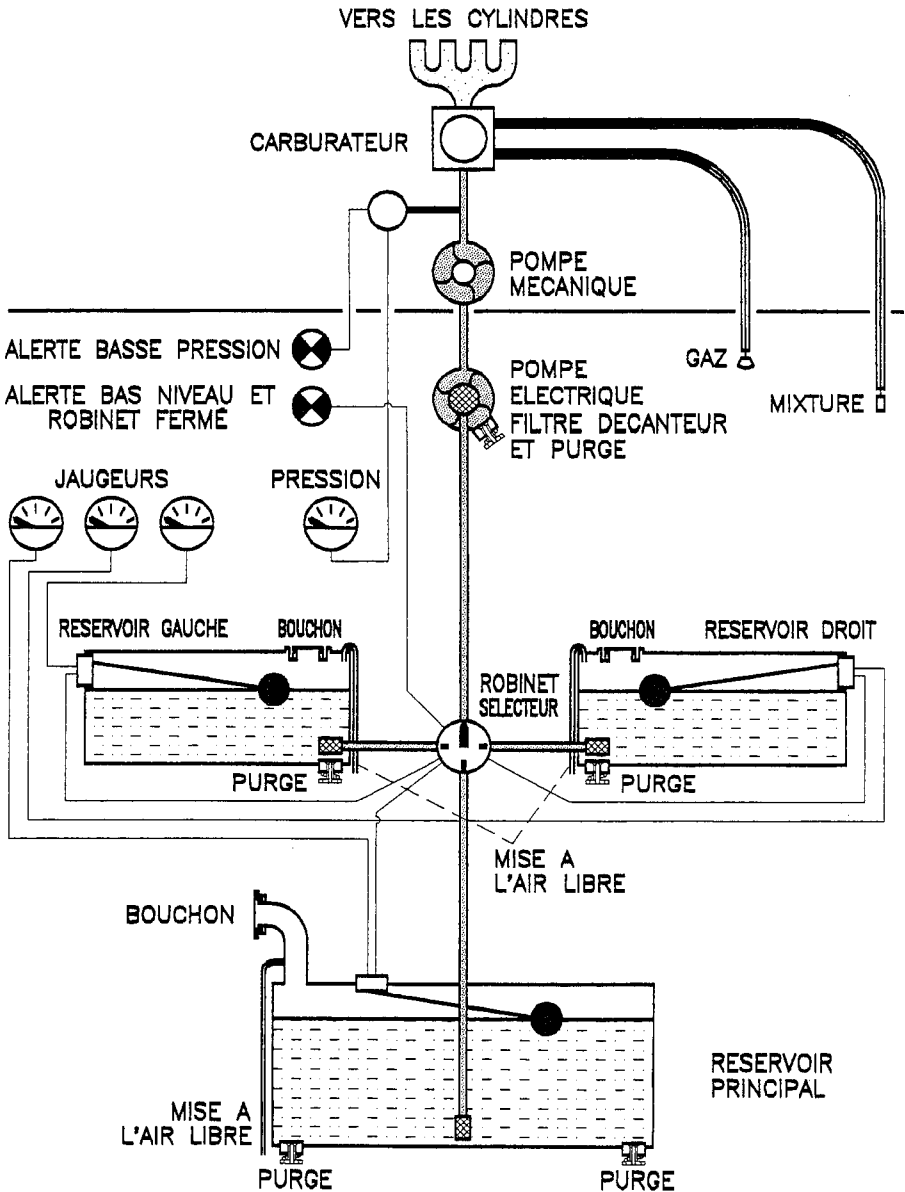 VERS LES CYLINDRES
CARBURATEUR
POMPE
MECANIQUE
ALERTE BASSE PRESSION
GAZ
POMPE
ELECTRIQUE
FILTRE DECANTEUR
ET PURGE
MIXTURE
ALERTE BAS NIVEAU ET
ROBINET FERMÉ
JAUGEURS
PRESSION
RESERVOIR GAUCHE
BOUCHON
BOUCHON
RESERVOIR DROIT
ROBINET
SELECTEUR
PURGE
PURGE
MISE A
L'AIR LIBRE
BOUCHON
RESERVOIR
PRINCIPAL
MISE A
L'AIR LIBRE
PURGE
PURGE